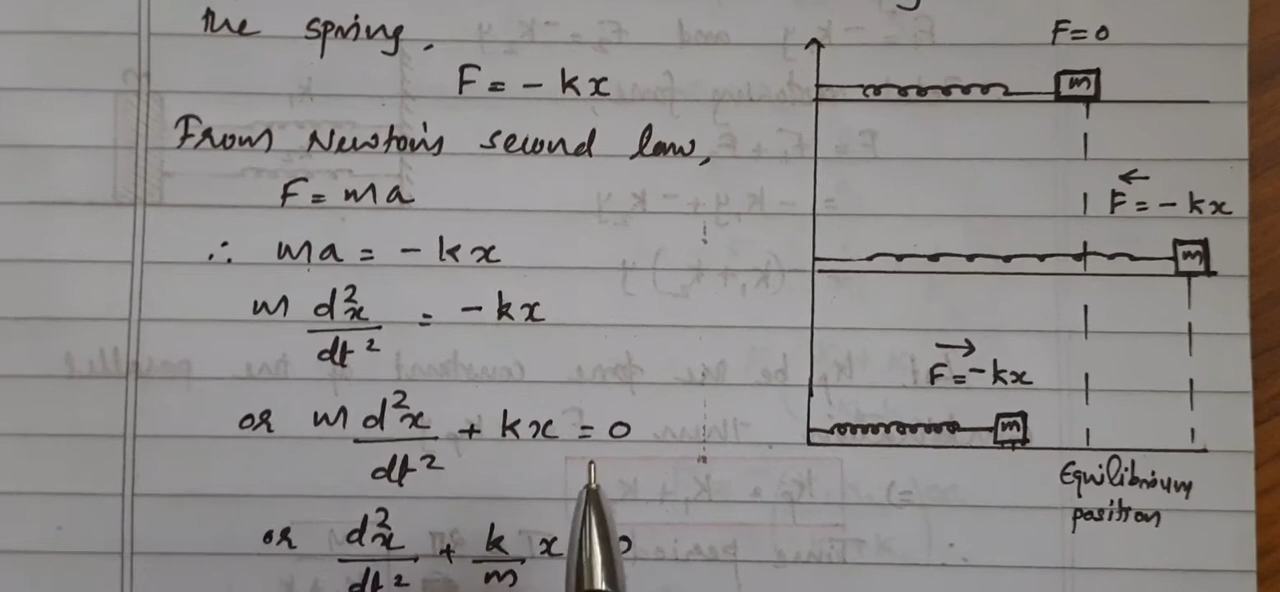 the spring.
F = - kx
From Newton's second law,
F = ma
∴ ma = - kx
m d²x/dt² = - kx
or m d²x/dt² + kx = 0
or d²x/dt² + k/m x
F=0
m
F = - kx
m
F = - kx
m
Equilibrium
position